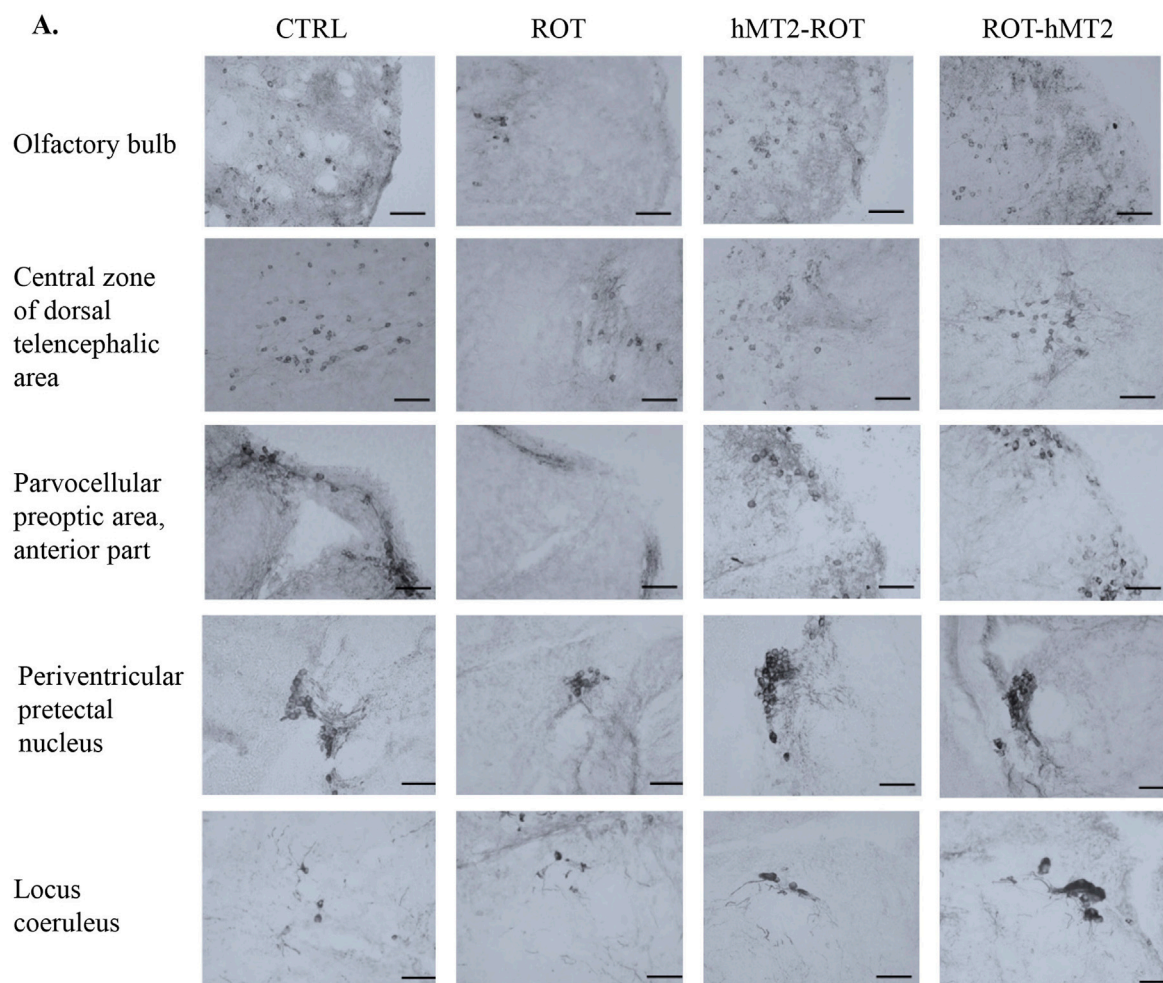 A.
CTRL ROT hMT2-ROT ROT-hMT2
Olfactory bulb
Central zone
of dorsal
telencephalic
area
Parvocellular
preoptic area,
anterior part
Periventricular
pretectal
nucleus
Locus
coeruleus